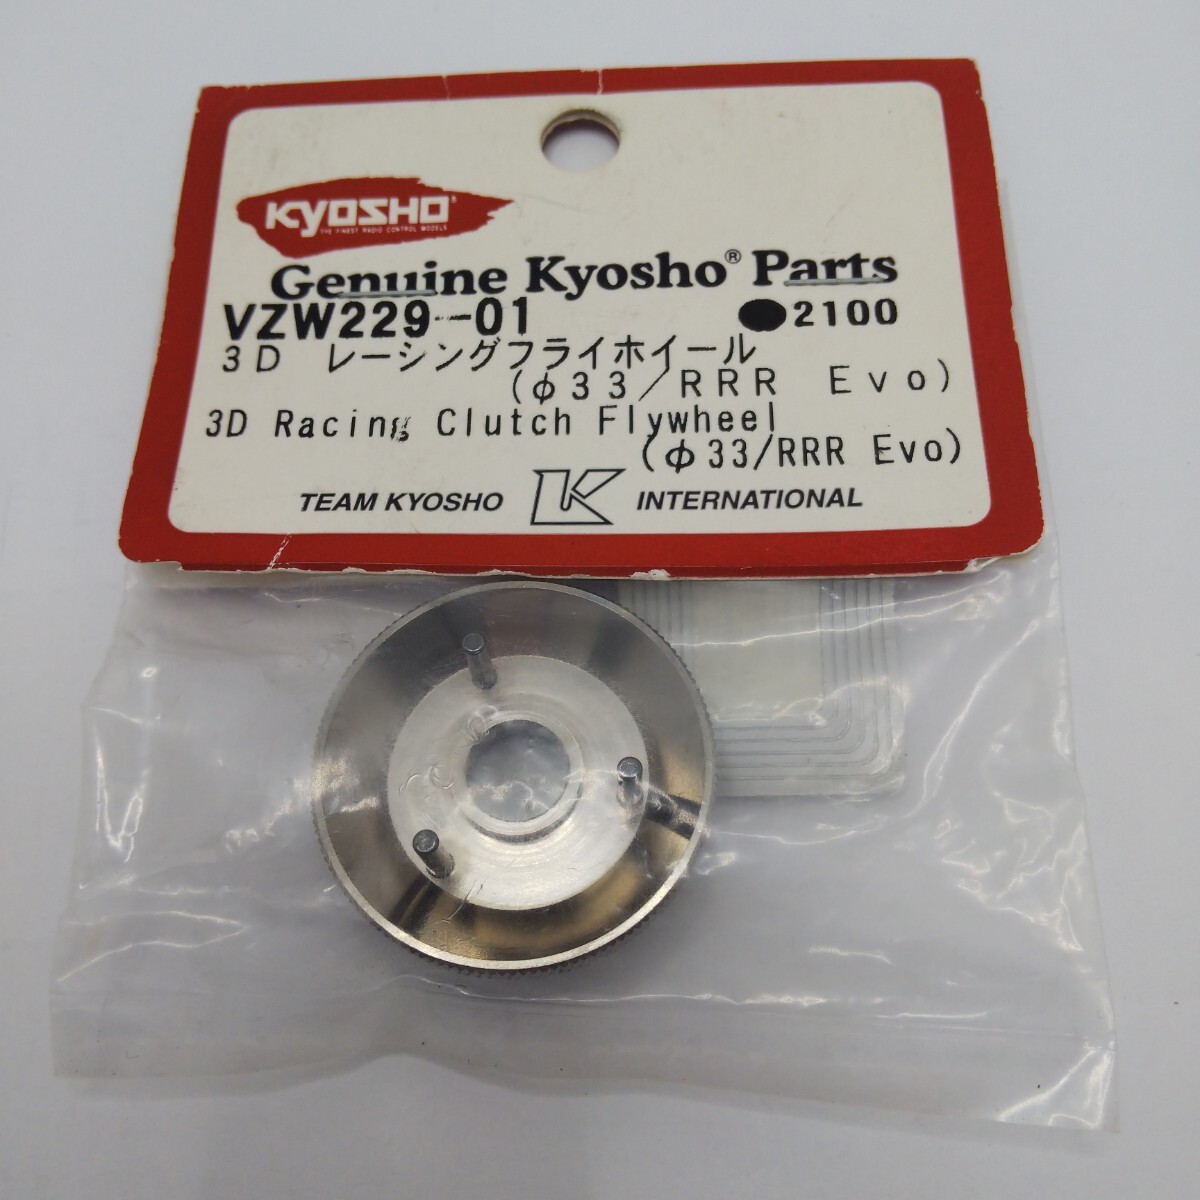 KYOSHO®
THE FINEST RADIO CONTROL MODELS
Genuine Kyosho® Parts
VZW229-01 ●2100
3D レーシングフライホイール
(φ33/RRR Evo)
3D Racing Clutch Flywheel
(φ33/RRR Evo)
TEAM KYOSHO K INTERNATIONAL